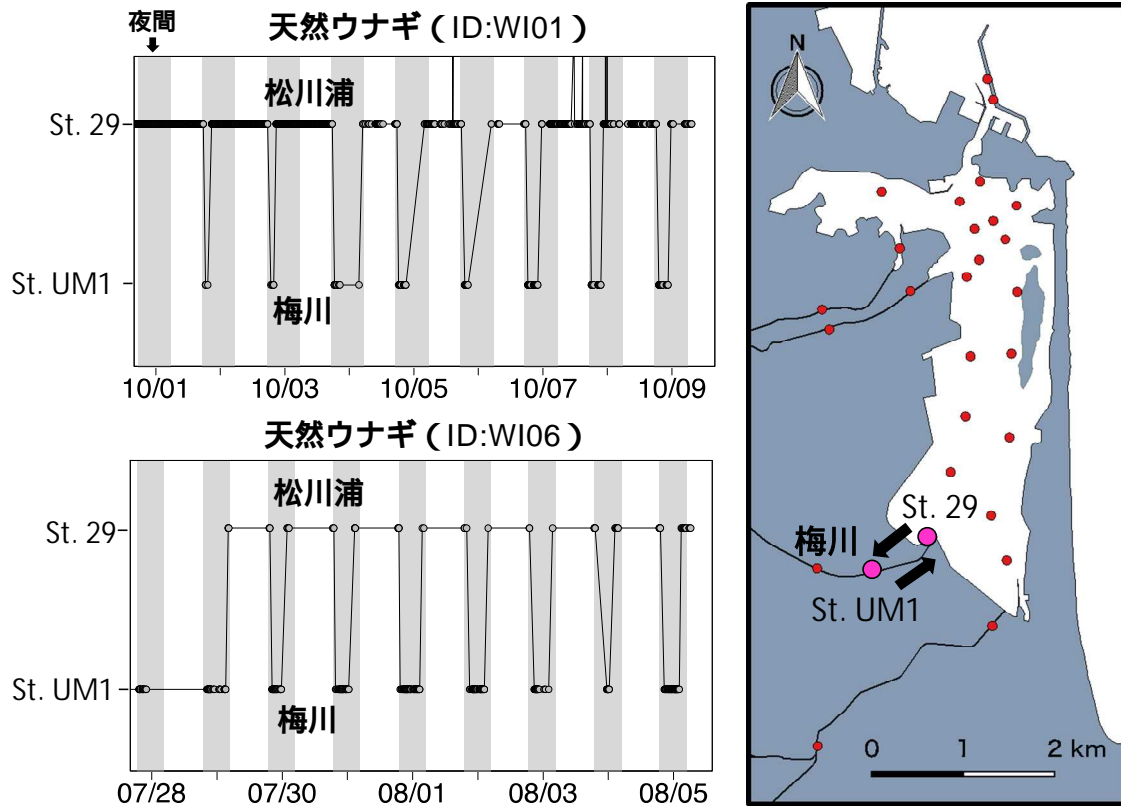 夜間
天然ウナギ（ID:WI01）
松川浦
St. 29
St. UM1
梅川
10/01 10/03 10/05 10/07 10/09
天然ウナギ（ID:WI06）
松川浦
St. 29
St. UM1
梅川
07/28 07/30 08/01 08/03 08/05
N
St. 29
梅川
St. UM1
0 1 2 km